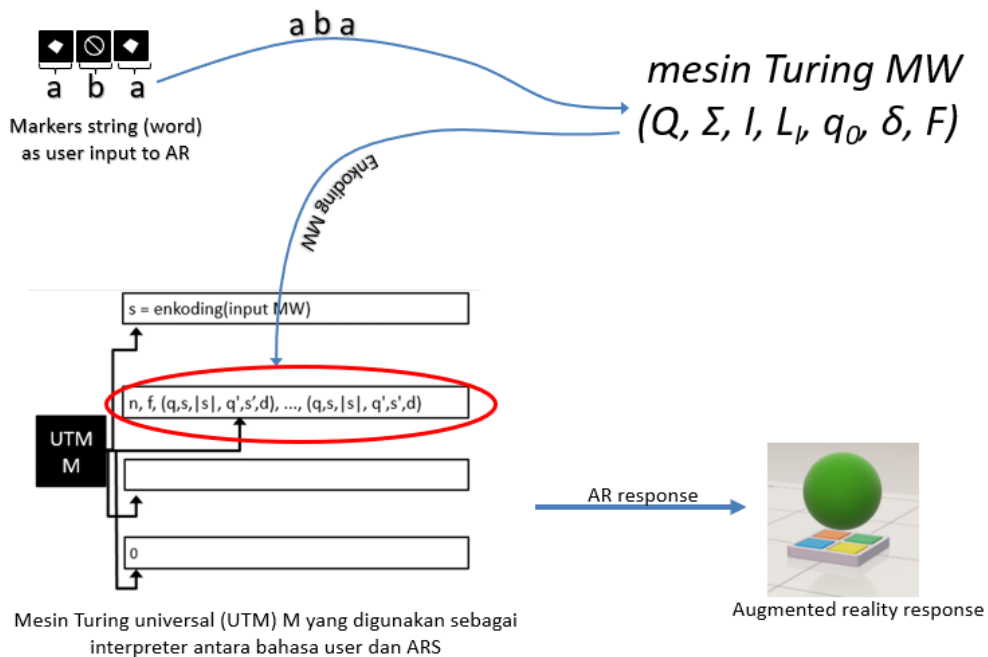 a b a
a b a
Markers string (word)
as user input to AR
mesin Turing MW
(Q, Σ, I, L_I, q_0, δ, F)
Enkoding MW
s = enkoding(input MW)
n, f, (q,s,|s|, q',s',d), ..., (q,s,|s|, q',s',d)
UTM
M
0
AR response
Mesin Turing universal (UTM) M yang digunakan sebagai
interpreter antara bahasa user dan ARS
Augmented reality response